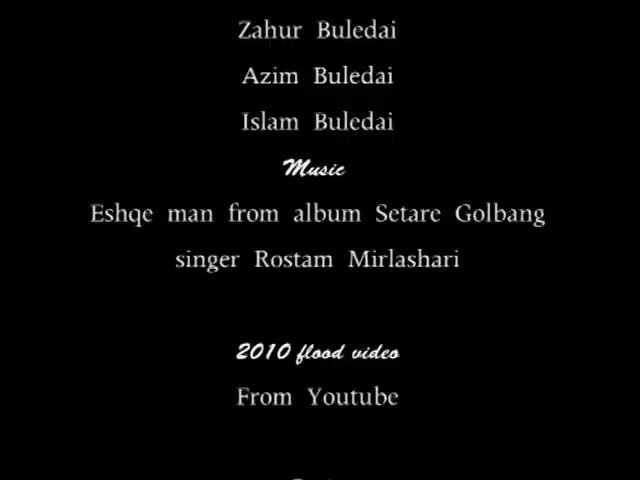 Zahur Buledai
Azim Buledai
Islam Buledai
Music
Eshqe man from album Setare Golbang
singer Rostam Mirlashari
2010 flood video
From Youtube